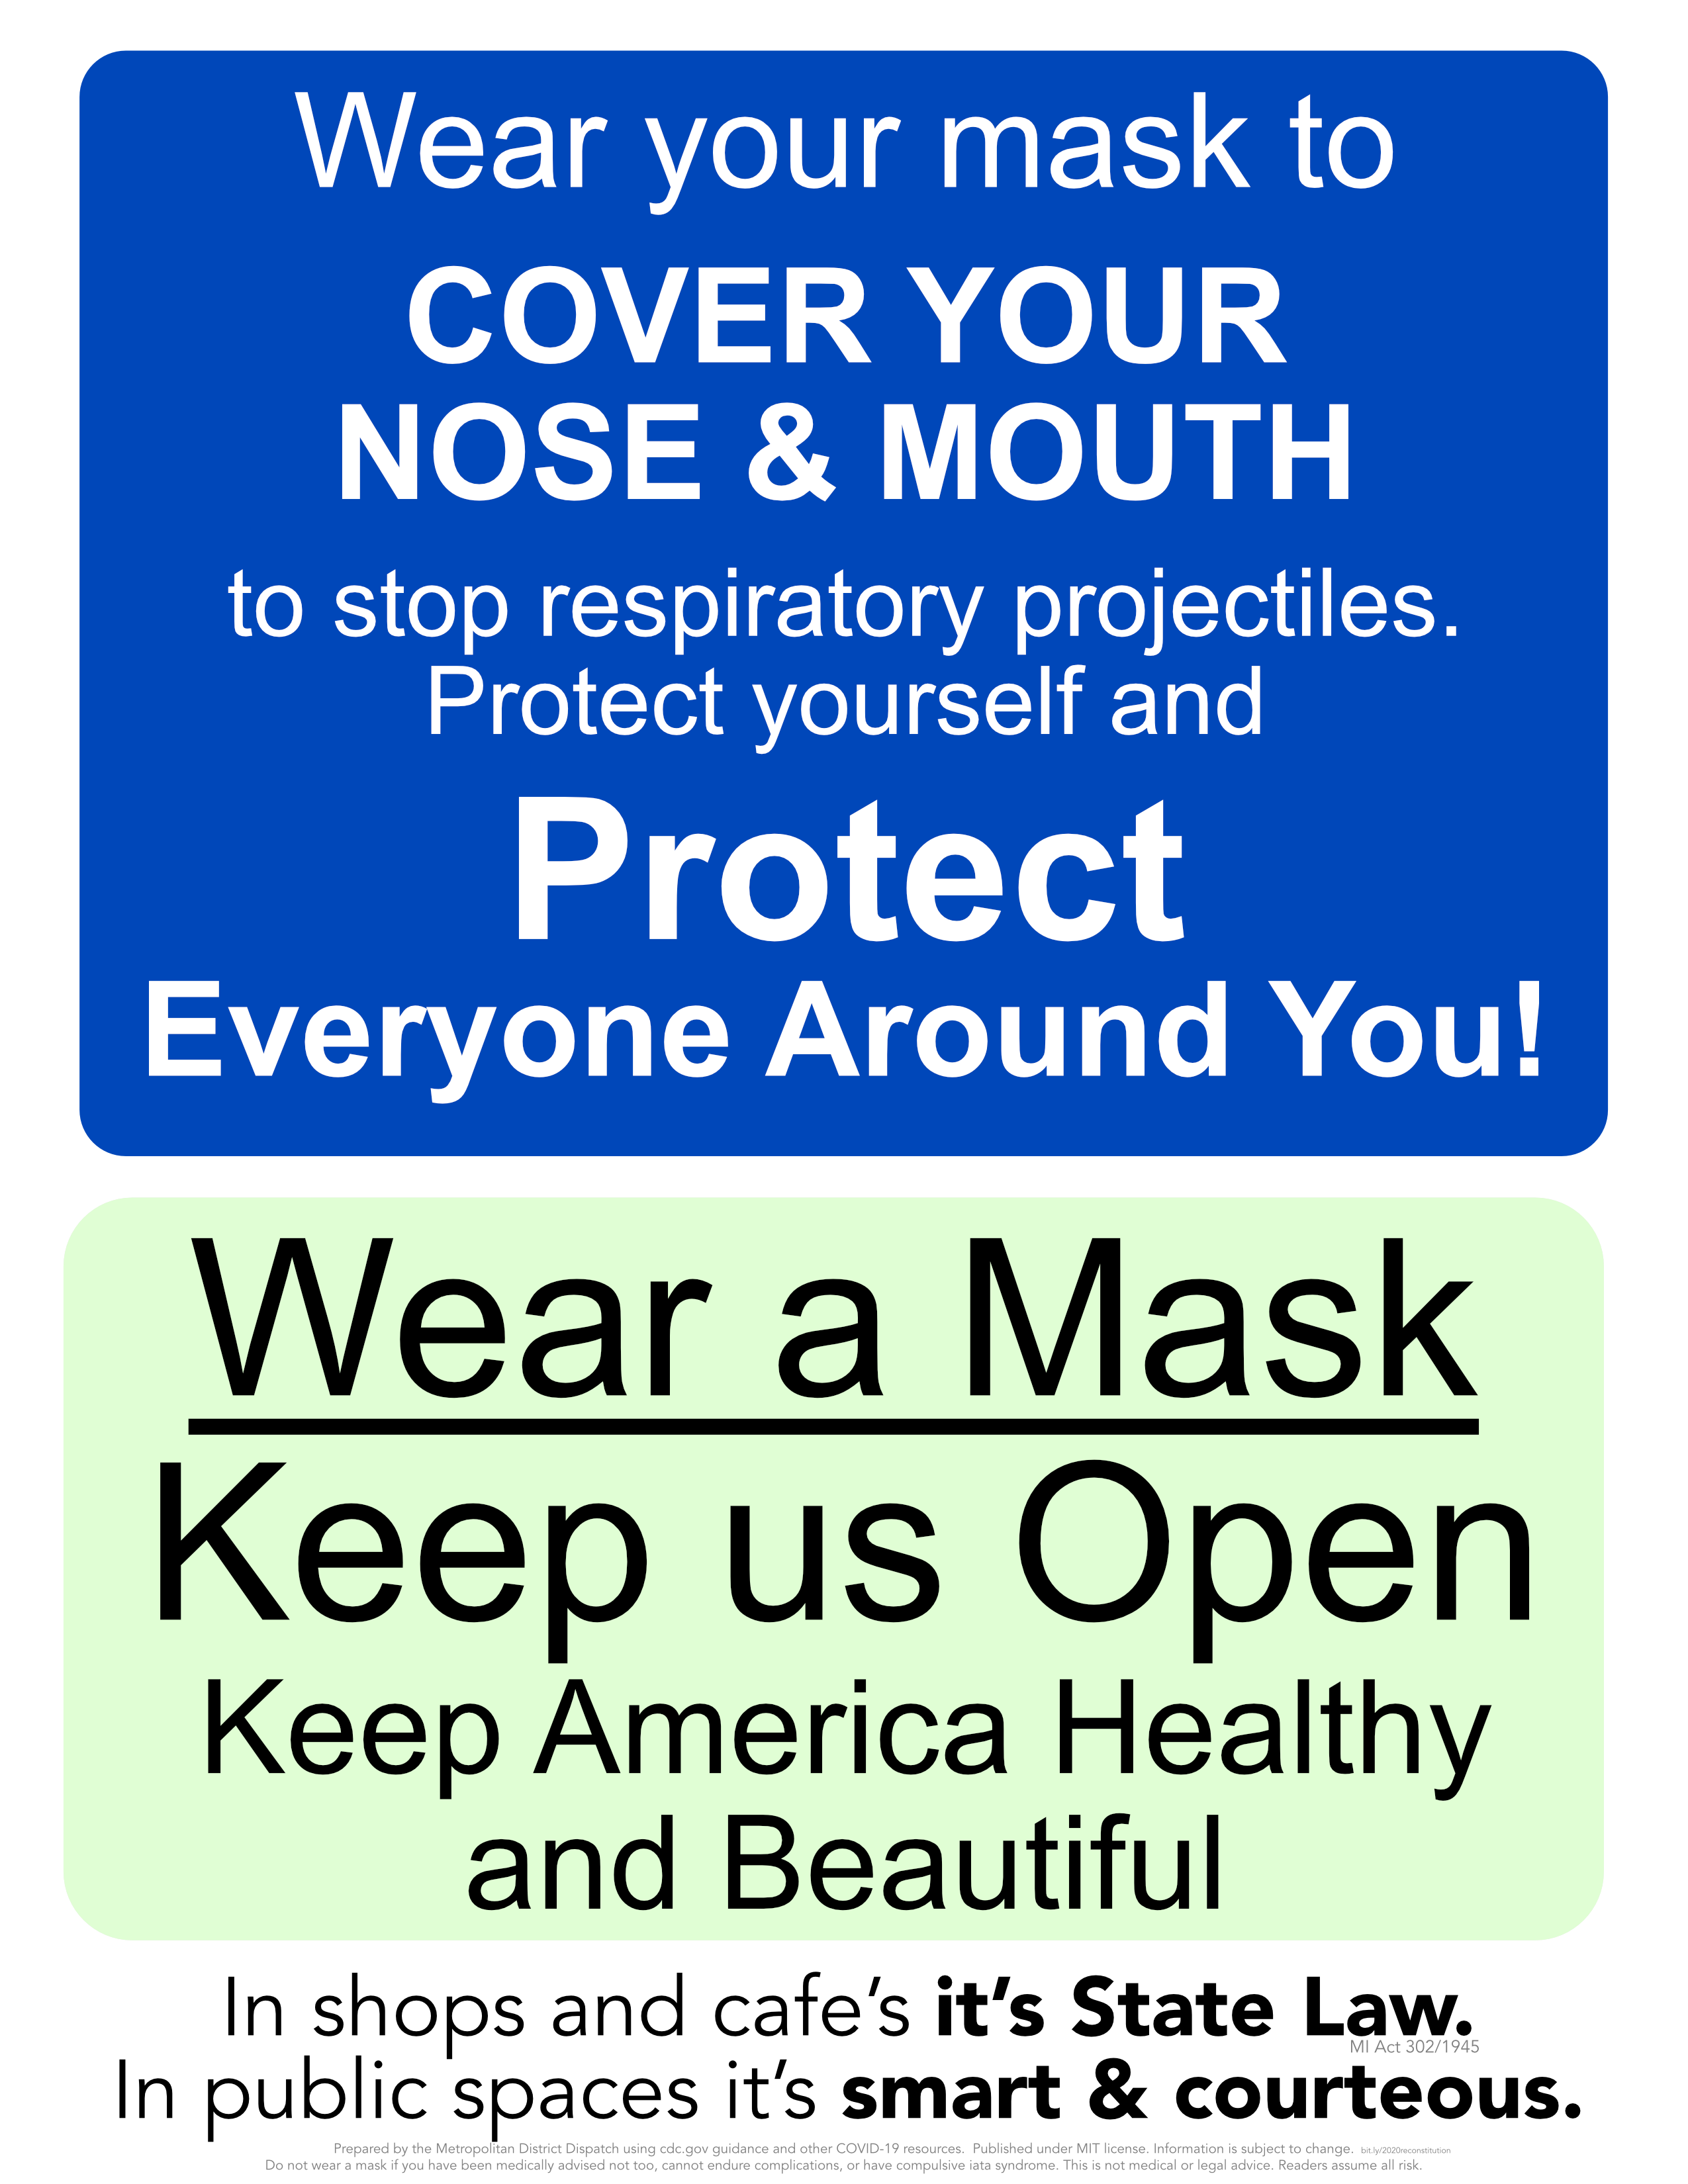 Wear your mask to
COVER YOUR
NOSE & MOUTH
to stop respiratory projectiles.
Protect yourself and
Protect
Everyone Around You!
Wear a Mask
Keep us Open
Keep America Healthy
and Beautiful
In shops and cafe’s it’s State Law.
MI Act 302/1945
In public spaces it’s smart & courteous.
Prepared by the Metropolitan District Dispatch using cdc.gov guidance and other COVID-19 resources. Published under MIT license. Information is subject to change. bit.ly/2020reconstitution
Do not wear a mask if you have been medically advised not too, cannot endure complications, or have compulsive iata syndrome. This is not medical or legal advice. Readers assume all risk.